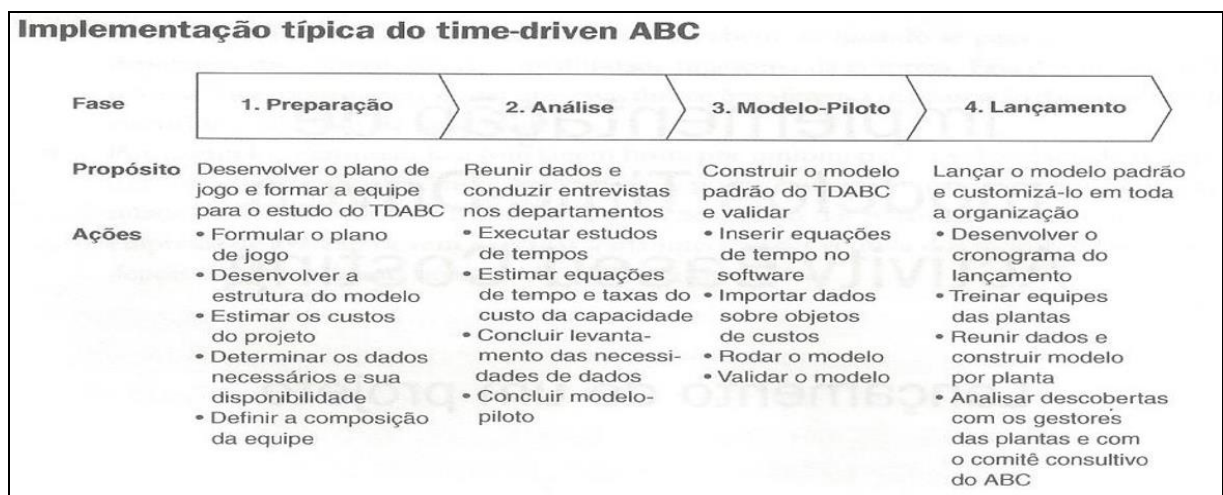 Implementação típica do time-driven ABC
Fase
1. Preparação
2. Análise
3. Modelo-Piloto
4. Lançamento
Propósito
Desenvolver o plano de
jogo e formar a equipe
para o estudo do TDABC
Reunir dados e
conduzir entrevistas
nos departamentos
Construir o modelo
padrão do TDABC
e validar
Lançar o modelo padrão
e customizá-lo em toda
a organização
Ações
• Formular o plano
de jogo
• Desenvolver a
estrutura do modelo
• Estimar os custos
do projeto
• Determinar os dados
necessários e sua
disponibilidade
• Definir a composição
da equipe
• Executar estudos
de tempos
• Estimar equações
de tempo e taxas do
custo da capacidade
• Concluir levanta-
mento das necessi-
dades de dados
• Concluir modelo-
piloto
• Inserir equações
de tempo no
software
• Importar dados
sobre objetos
de custos
• Rodar o modelo
• Validar o modelo
• Desenvolver o
cronograma do
lançamento
• Treinar equipes
das plantas
• Reunir dados e
construir modelo
por planta
• Analisar descobertas
com os gestores
das plantas e com
o comitê consultivo
do ABC